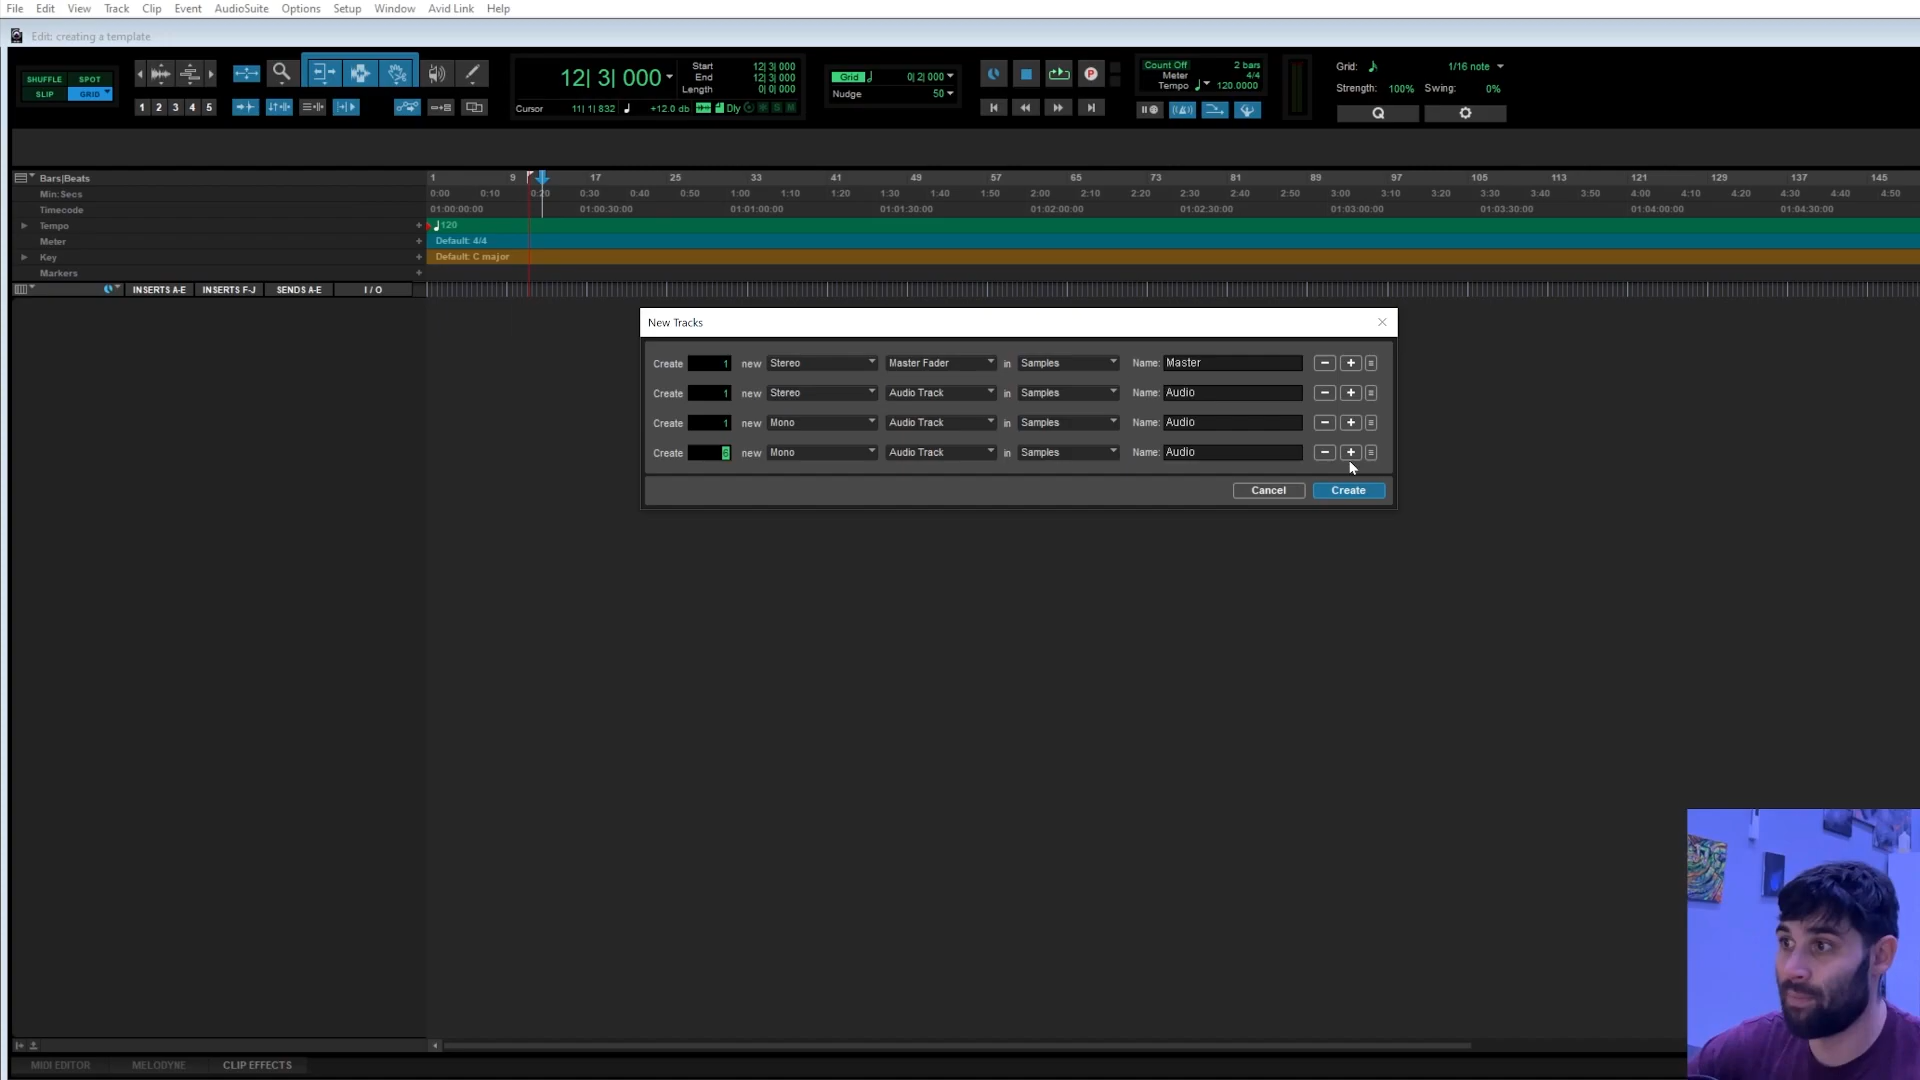 File Edit View Track Clip Event AudioSuite Options Setup Window Avid Link Help
Edit: creating a template
SHUFFLE SPOT
SLIP GRID
1 2 3 4 5
12| 3| 000
Start 12| 3| 000
End 12| 3| 000
Length 0| 0| 000
Cursor 11| 1| 832 +12.0 db Dly S M
Grid 0| 2| 000
Nudge 50
P
Count Off 2 bars
Meter 4/4
Tempo 120.0000
Grid: 1/16 note
Strength: 100% Swing: 0%
Q
Bars|Beats 1 9 17 25 33 41 49 57 65 73 81 89 97 105 113 121 129 137 145
Min:Secs 0:00 0:10 0:20 0:30 0:40 0:50 1:00 1:10 1:20 1:30 1:40 1:50 2:00 2:10 2:20 2:30 2:40 2:50 3:00 3:10 3:20 3:30 3:40 3:50 4:00 4:10 4:20 4:30 4:40 4:50
Timecode 01:00:00:00 01:00:30:00 01:01:00:00 01:01:30:00 01:02:00:00 01:02:30:00 01:03:00:00 01:03:30:00 01:04:00:00 01:04:30:00
Tempo + 120
Meter + Default: 4/4
Key + Default: C major
Markers +
INSERTS A-E INSERTS F-J SENDS A-E I / O
New Tracks
Create 1 new Stereo Master Fader in Samples Name: Master
Create 1 new Stereo Audio Track in Samples Name: Audio
Create 1 new Mono Audio Track in Samples Name: Audio
Create 6 new Mono Audio Track in Samples Name: Audio
Cancel Create
MIDI EDITOR MELODYNE CLIP EFFECTS